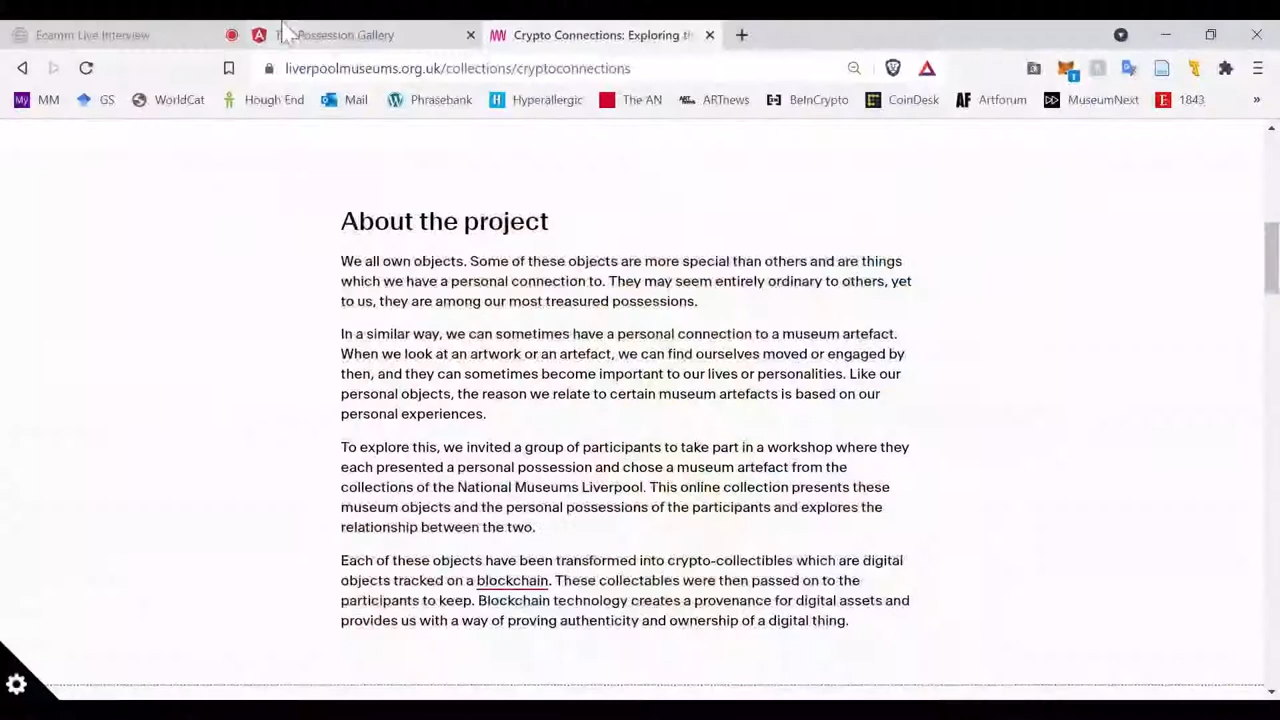 Ecamm Live Interview
Possession Gallery
Crypto Connections: Exploring th
liverpoolmuseums.org.uk/collections/cryptoconnections
My MM
GS
WorldCat
Hough End
Mail
Phrasebank
H Hyperallergic
The AN
ART news ARTnews
BeInCrypto
CoinDesk
AF Artforum
MuseumNext
E 1843
»
About the project
We all own objects. Some of these objects are more special than others and are things
which we have a personal connection to. They may seem entirely ordinary to others, yet
to us, they are among our most treasured possessions.
In a similar way, we can sometimes have a personal connection to a museum artefact.
When we look at an artwork or an artefact, we can find ourselves moved or engaged by
then, and they can sometimes become important to our lives or personalities. Like our
personal objects, the reason we relate to certain museum artefacts is based on our
personal experiences.
To explore this, we invited a group of participants to take part in a workshop where they
each presented a personal possession and chose a museum artefact from the
collections of the National Museums Liverpool. This online collection presents these
museum objects and the personal possessions of the participants and explores the
relationship between the two.
Each of these objects have been transformed into crypto-collectibles which are digital
objects tracked on a blockchain. These collectables were then passed on to the
participants to keep. Blockchain technology creates a provenance for digital assets and
provides us with a way of proving authenticity and ownership of a digital thing.